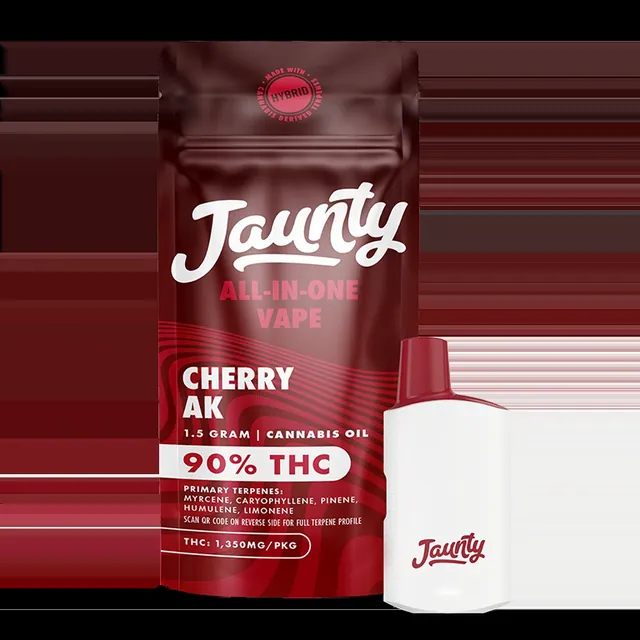 MADE WITH • CANNABIS DERIVED TERPENES •
HYBRID
Jaunty
ALL-IN-ONE
VAPE
CHERRY
AK
1.5 GRAM | CANNABIS OIL
90% THC
PRIMARY TERPENES:
MYRCENE, CARYOPHYLLENE, PINENE,
HUMULENE, LIMONENE
SCAN QR CODE ON REVERSE SIDE FOR FULL TERPENE PROFILE
THC: 1,350MG/PKG
Jaunty